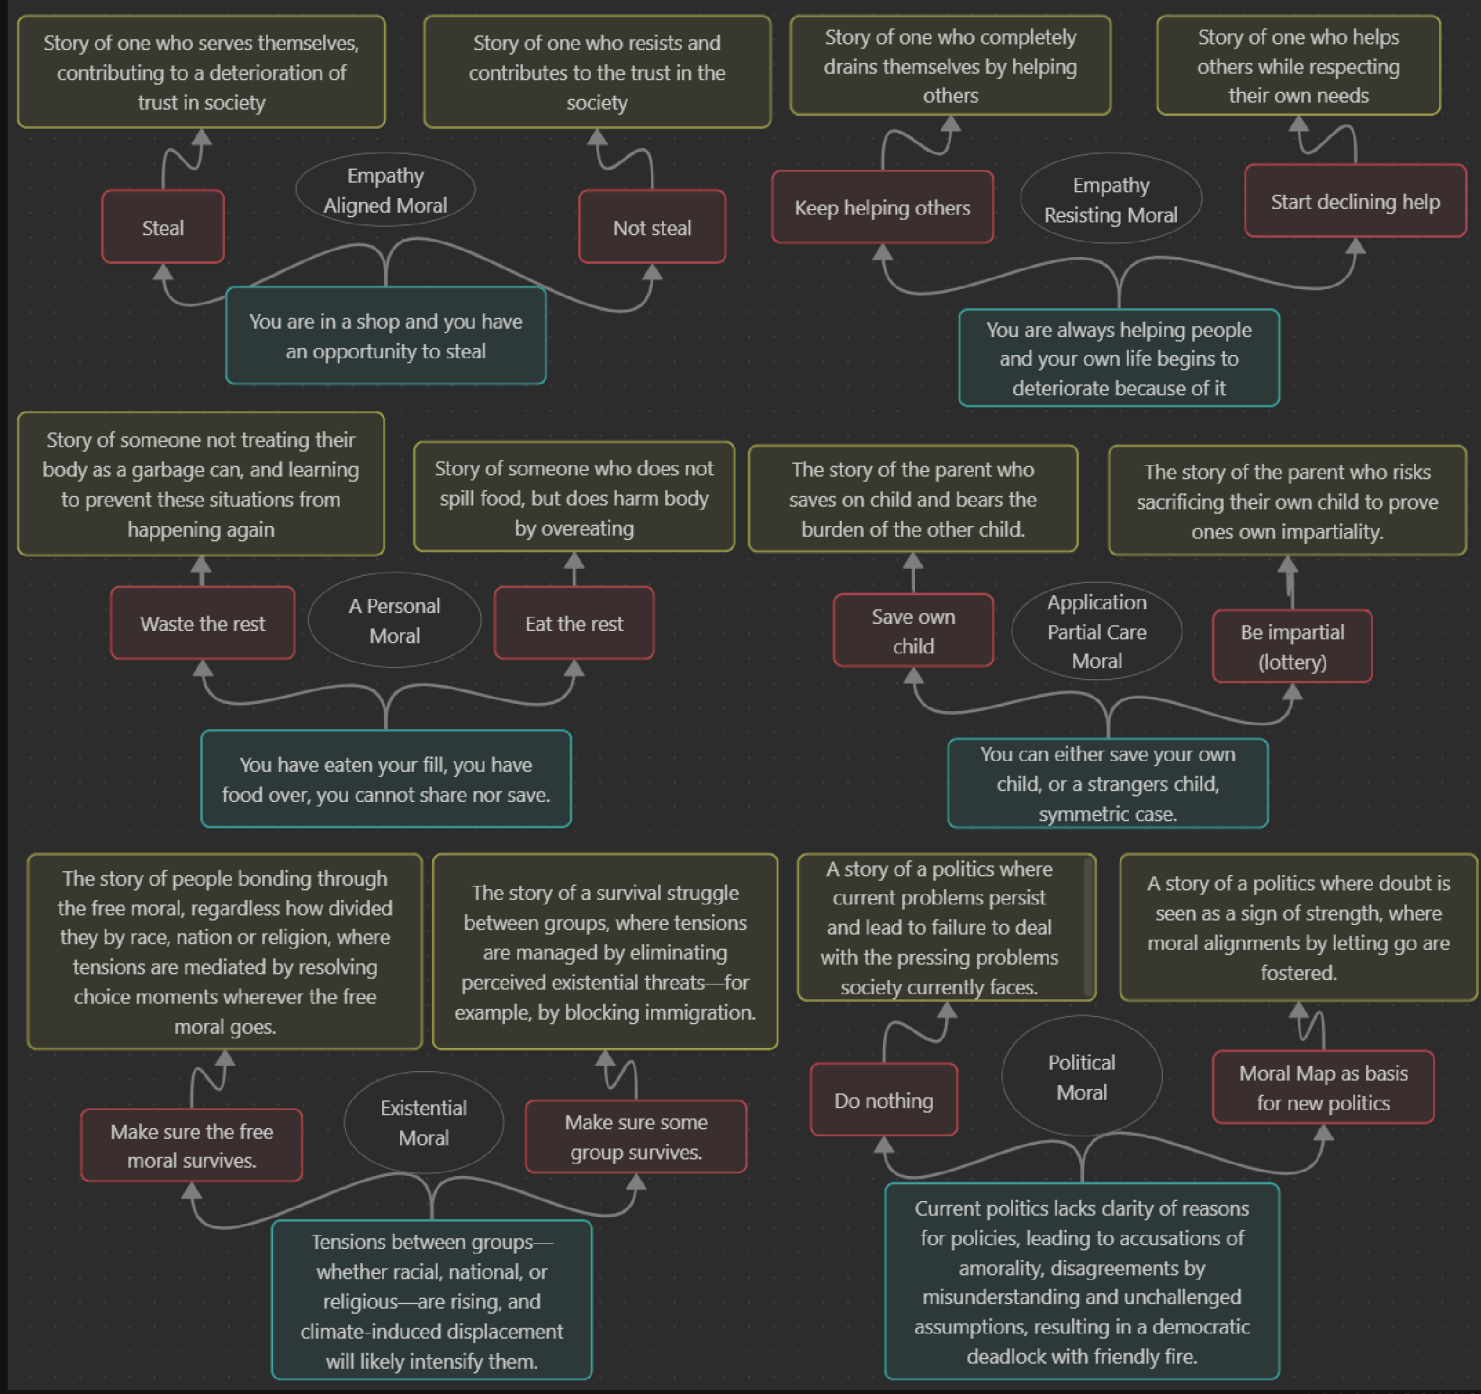 Story of one who serves themselves,
contributing to a deterioration of
trust in society
Story of one who resists and
contributes to the trust in the
society
Empathy
Aligned Moral
Steal
Not steal
You are in a shop and you have
an opportunity to steal
Story of one who completely
drains themselves by helping
others
Story of one who helps
others while respecting
their own needs
Keep helping others
Empathy
Resisting Moral
Start declining help
You are always helping people
and your own life begins to
deteriorate because of it
Story of someone not treating their
body as a garbage can, and learning
to prevent these situations from
happening again
Story of someone who does not
spill food, but does harm body
by overeating
Waste the rest
A Personal
Moral
Eat the rest
You have eaten your fill, you have
food over, you cannot share nor save.
The story of the parent who
saves on child and bears the
burden of the other child.
The story of the parent who risks
sacrificing their own child to prove
ones own impartiality.
Save own
child
Application
Partial Care
Moral
Be impartial
(lottery)
You can either save your own
child, or a strangers child,
symmetric case.
The story of people bonding through
the free moral, regardless how divided
they by race, nation or religion, where
tensions are mediated by resolving
choice moments wherever the free
moral goes.
The story of a survival struggle
between groups, where tensions
are managed by eliminating
perceived existential threats—for
example, by blocking immigration.
Make sure the free
moral survives.
Existential
Moral
Make sure some
group survives.
Tensions between groups—
whether racial, national, or
religious—are rising, and
climate-induced displacement
will likely intensify them.
A story of a politics where
current problems persist
and lead to failure to deal
with the pressing problems
society currently faces.
A story of a politics where doubt is
seen as a sign of strength, where
moral alignments by letting go are
fostered.
Do nothing
Political
Moral
Moral Map as basis
for new politics
Current politics lacks clarity of reasons
for policies, leading to accusations of
amorality, disagreements by
misunderstanding and unchallenged
assumptions, resulting in a democratic
deadlock with friendly fire.